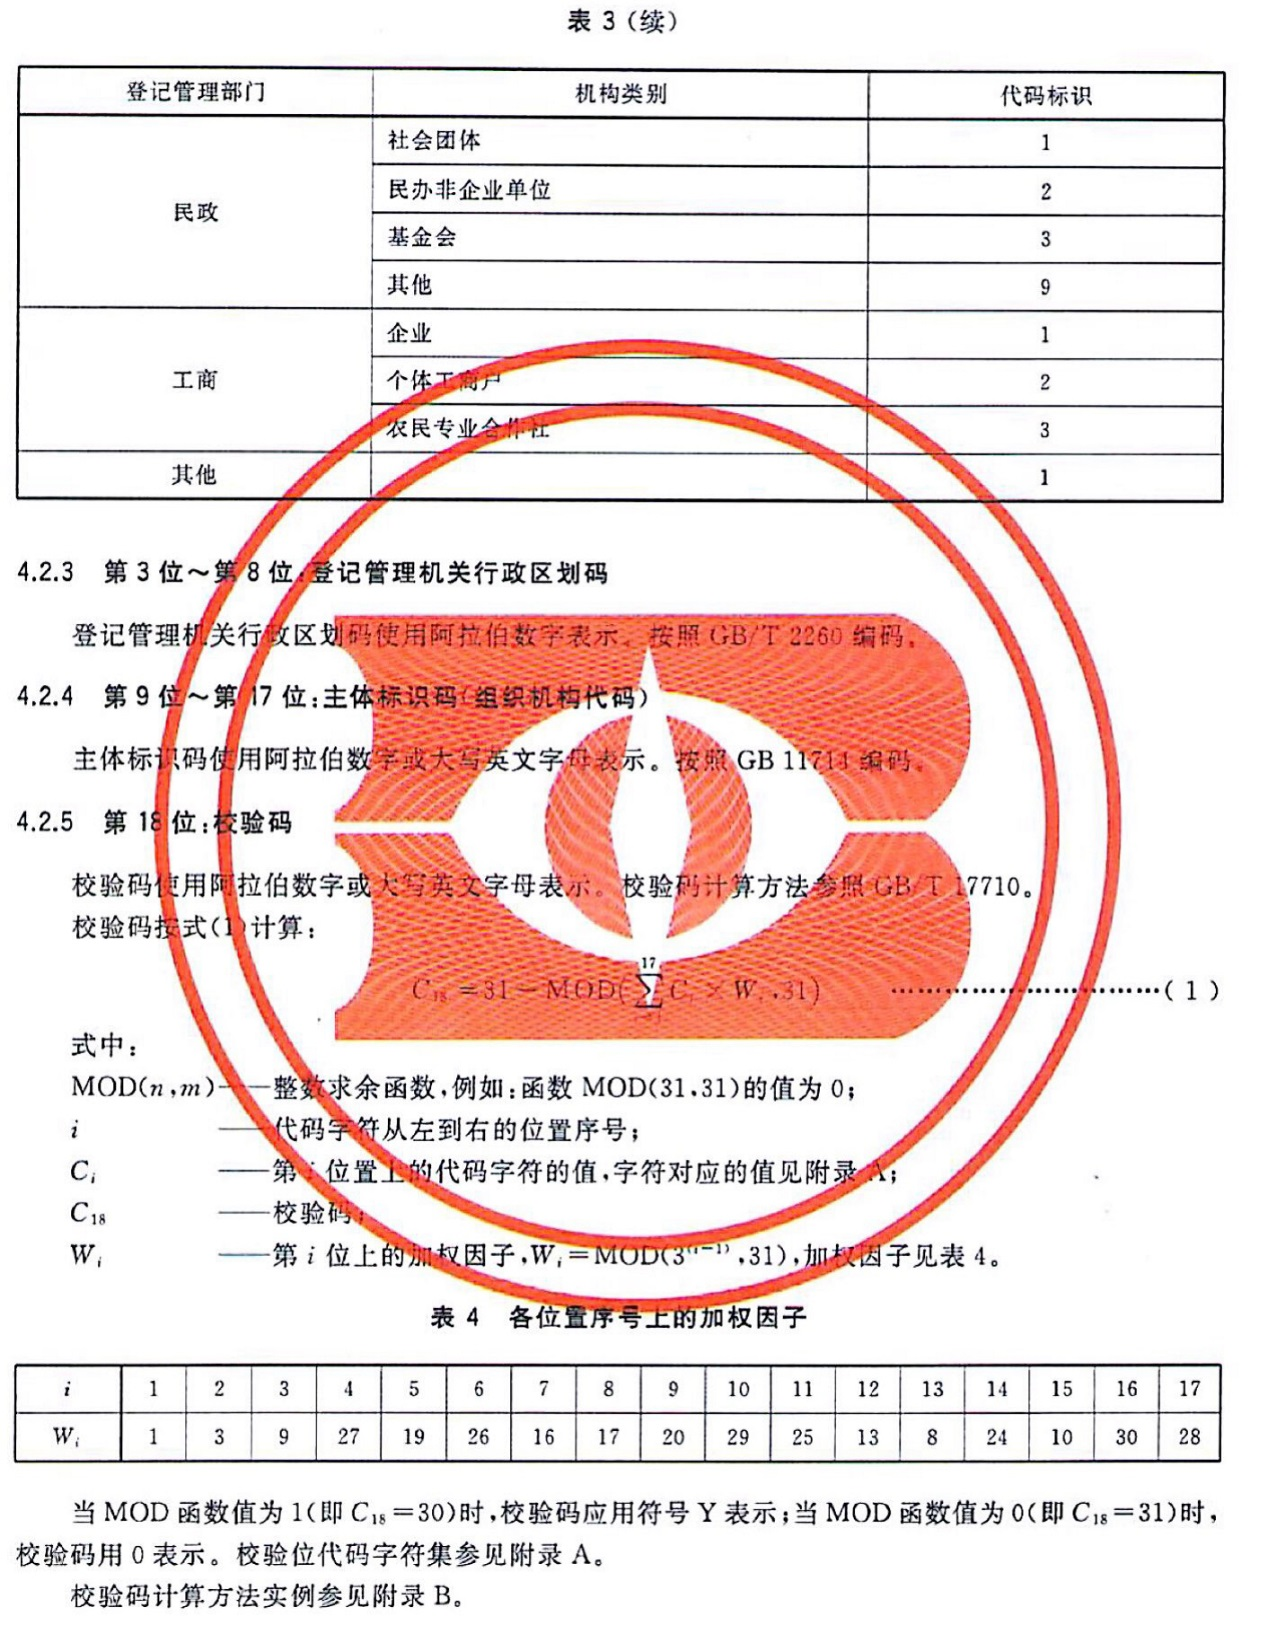 表 3（续）
登记管理部门 机构类别 代码标识
民政 社会团体 1
民办非企业单位 2
基金会 3
其他 9
工商 企业 1
个体工商户 2
农民专业合作社 3
其他 1
4.2.3 第 3 位～第 8 位：登记管理机关行政区划码
登记管理机关行政区划码使用阿拉伯数字表示。按照 GB/T 2260 编码。
4.2.4 第 9 位～第 17 位：主体标识码（组织机构代码）
主体标识码使用阿拉伯数字或大写英文字母表示。按照 GB 11714 编码。
4.2.5 第 18 位：校验码
校验码使用阿拉伯数字或大写英文字母表示。校验码计算方法参照 GB/T 17710。
校验码按式(1)计算：
C₁₈ =31－MOD(∑17 Cᵢ × Wᵢ ,31) ……………………………( 1 )
式中：
MOD(n,m)——整数求余函数,例如:函数 MOD(31,31)的值为 0；
i ——代码字符从左到右的位置序号；
Cᵢ ——第 i 位置上的代码字符的值,字符对应的值见附录 A；
C₁₈ ——校验码；
Wᵢ ——第 i 位上的加权因子,Wᵢ=MOD(3⁽ⁱ⁻¹⁾,31),加权因子见表 4。
表 4 各位置序号上的加权因子
i 1 2 3 4 5 6 7 8 9 10 11 12 13 14 15 16 17
Wᵢ 1 3 9 27 19 26 16 17 20 29 25 13 8 24 10 30 28
当 MOD 函数值为 1(即 C₁₈=30)时,校验码应用符号 Y 表示;当 MOD 函数值为 0(即 C₁₈=31)时,
校验码用 0 表示。校验位代码字符集参见附录 A。
校验码计算方法实例参见附录 B。